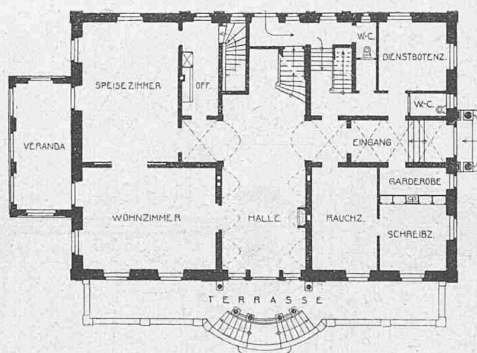 W-C.
SPEISEZIMMER
OFF.
DIENSTBOTENZ.
W-C.
VERANDA
EINGANG
GARDEROBE
WOHNZIMMER
HALLE
RAUCHZ.
SCHREIBZ.
TERRASSE